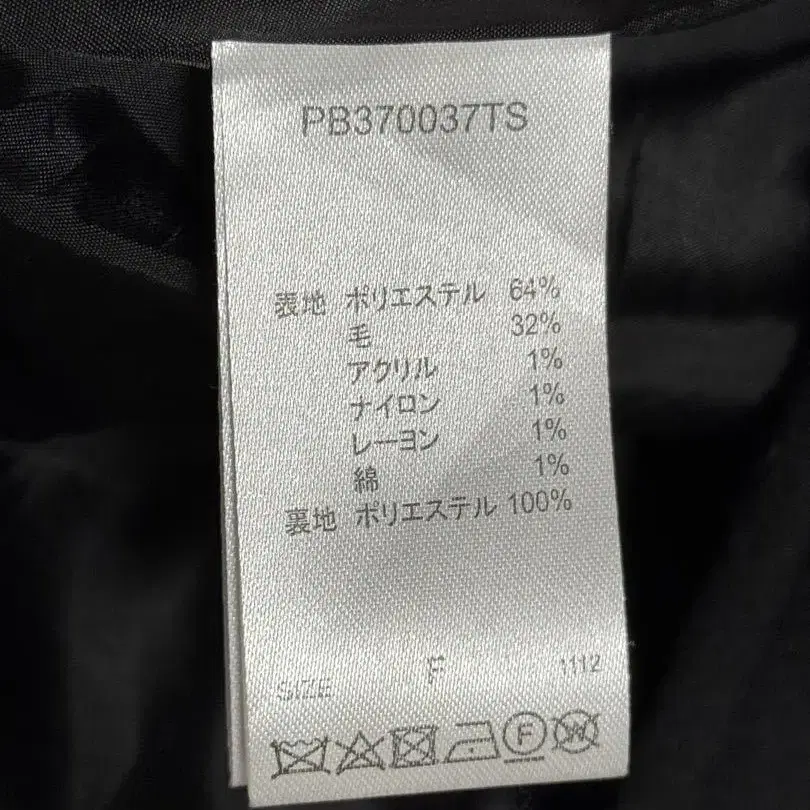 PB370037TS
表地 ポリエステル 64%
毛 32%
アクリル 1%
ナイロン 1%
レーヨン 1%
綿 1%
裏地 ポリエステル 100%
SIZE F 1112
F W